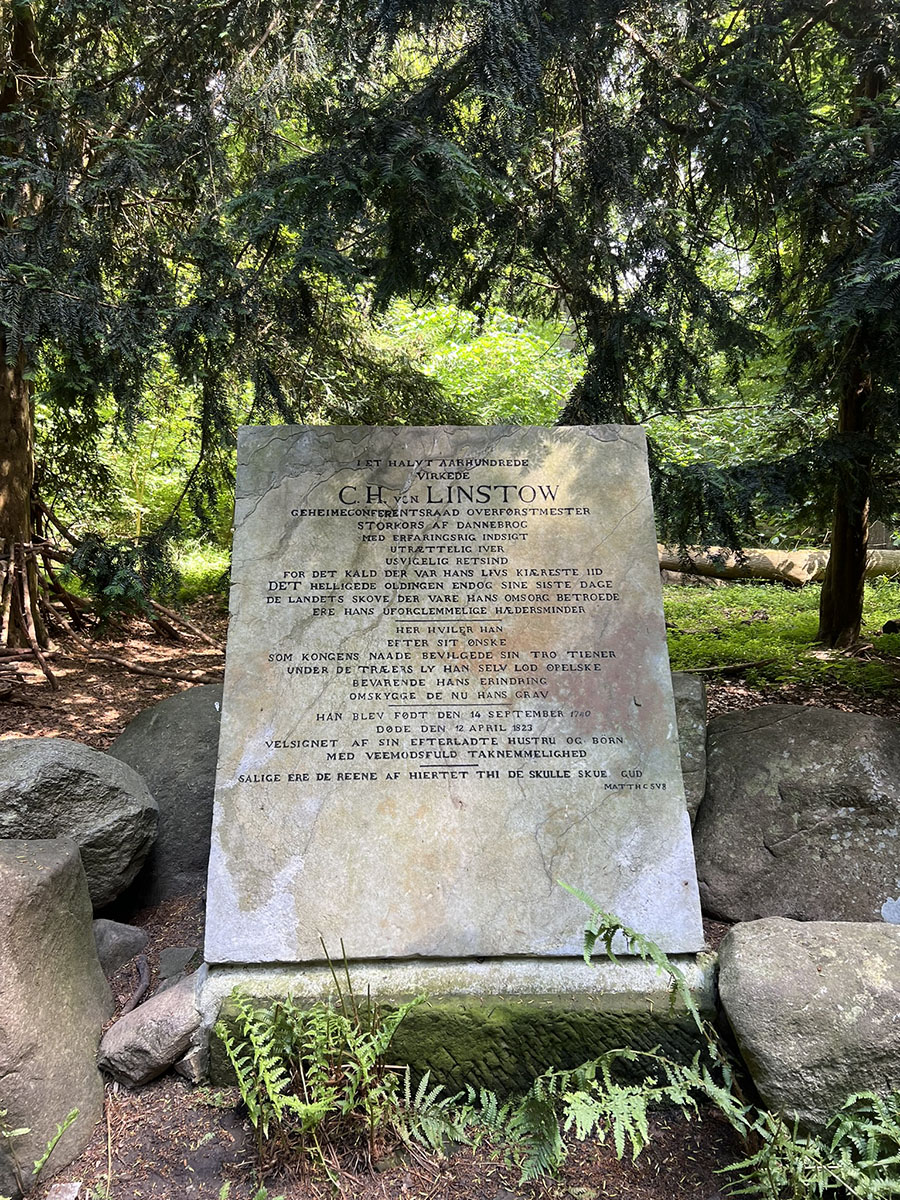 I ET HALVT AARHUNDREDE
VIRKEDE
C.H. von LINSTOW
GEHEIMECONFERENTSRAAD OVERFØRSTMESTER
STORKORS AF DANNEBROG
MED ERFARINGSRIG INDSIGT
UTRÆTTELIG IVER
USVIGELIG RETSIND
FOR DET KALD DER VAR HANS LIVS KIÆRESTE IID
DET HELLIGEDE OLDINGEN ENDOG SINE SISTE DAGE
DE LANDETS SKOVE DER VARE HANS OMSORG BETROEDE
ERE HANS UFORGLEMMELIGE HÆDERSMINDER
HER HVILER HAN
EFTER SIT ØNSKE
SOM KONGENS NAADE BEVILGEDE SIN TRO TIENER
UNDER DE TRÆERS LY HAN SELV LOD OPELSKE
BEVARENDE HANS ERINDRING
OMSKYGGE DE NU HANS GRAV
HAN BLEV FØDT DEN 14 SEPTEMBER 1740
DØDE DEN 12 APRIL 1823
VELSIGNET AF SIN EFTERLADTE HUSTRU OG BÖRN
MED VEEMODSFULD TAKNEMMELIGHED
SALIGE ERE DE REENE AF HIERTET THI DE SKULLE SKUE GUD
MATTH C 5 V 8